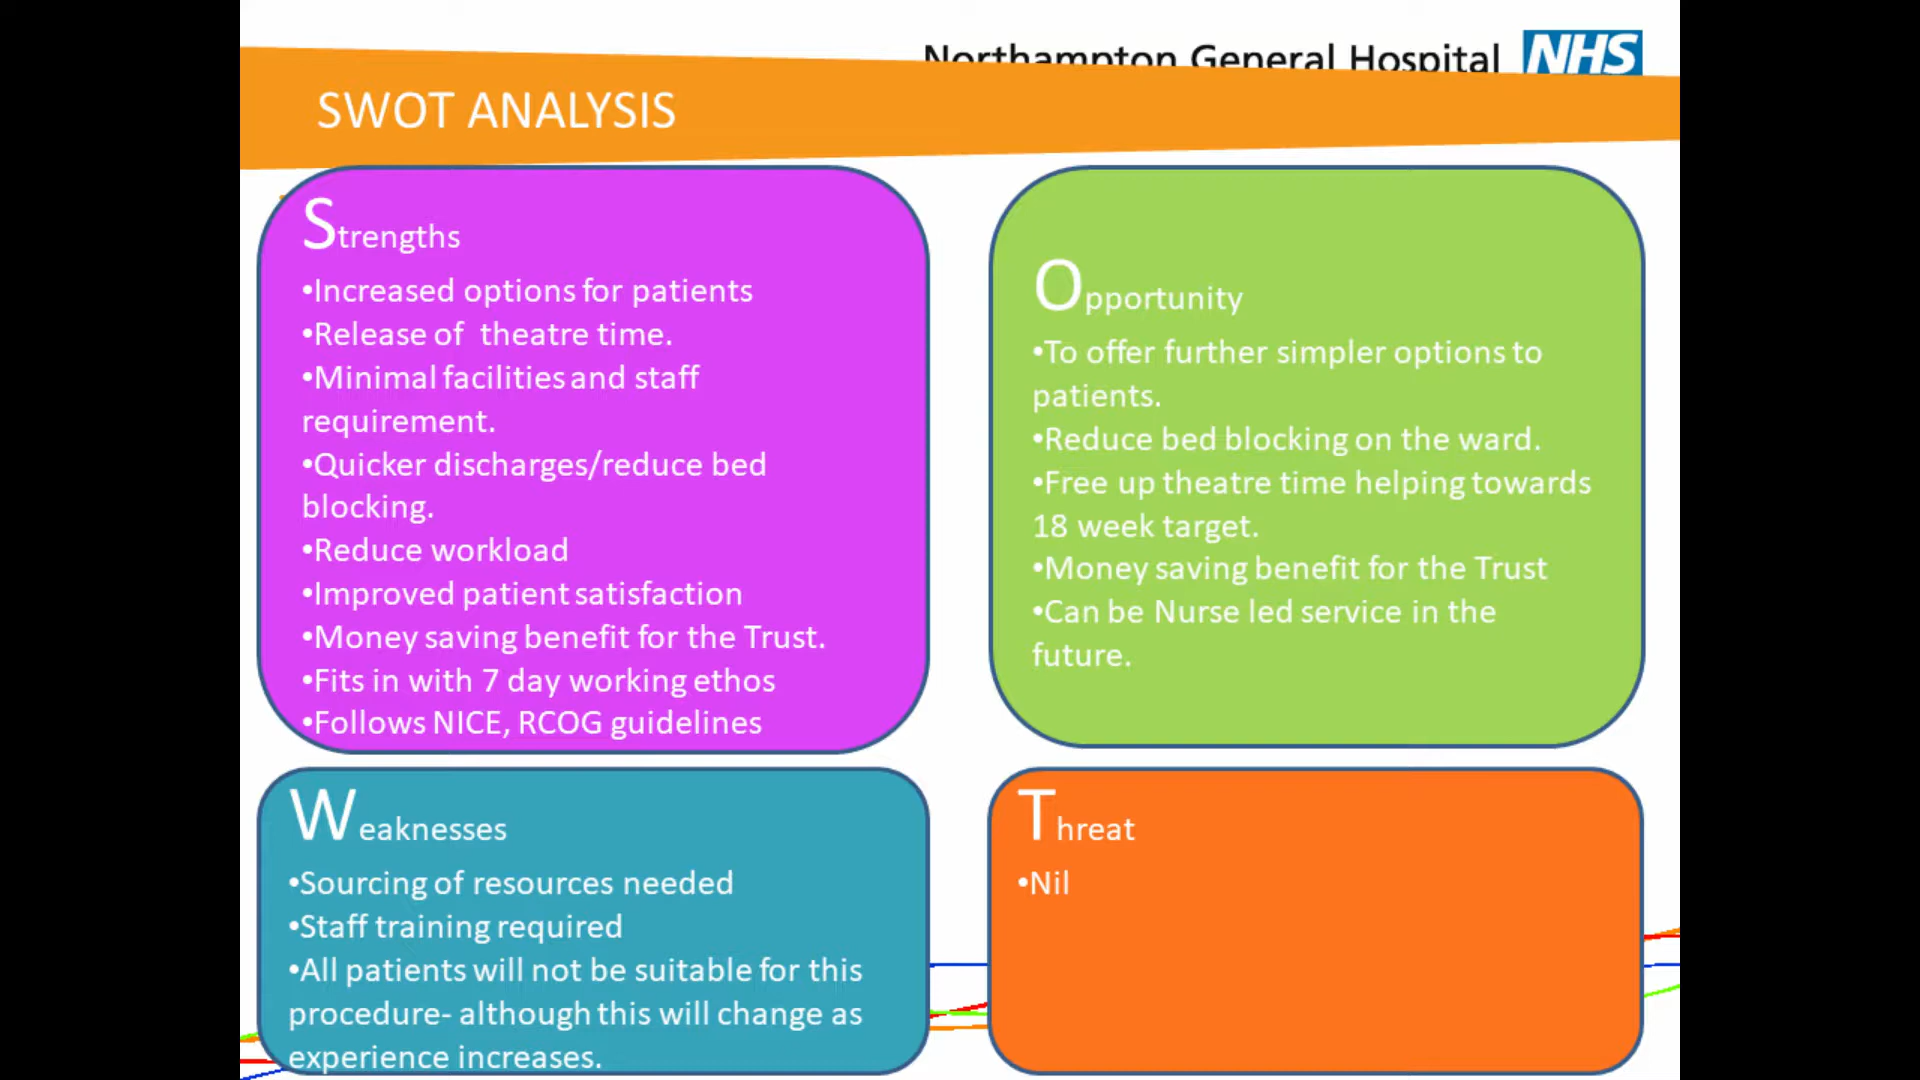 Northampton General Hospital NHS
SWOT ANALYSIS
Strengths
•Increased options for patients
•Release of theatre time.
•Minimal facilities and staff
requirement.
•Quicker discharges/reduce bed
blocking.
•Reduce workload
•Improved patient satisfaction
•Money saving benefit for the Trust.
•Fits in with 7 day working ethos
•Follows NICE, RCOG guidelines
Opportunity
•To offer further simpler options to
patients.
•Reduce bed blocking on the ward.
•Free up theatre time helping towards
18 week target.
•Money saving benefit for the Trust
•Can be Nurse led service in the
future.
Weaknesses
•Sourcing of resources needed
•Staff training required
•All patients will not be suitable for this
procedure- although this will change as
experience increases.
Threat
•Nil